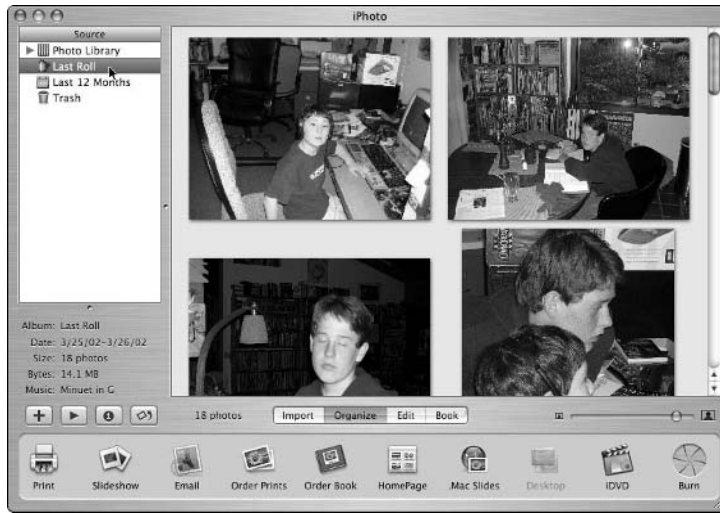 iPhoto
Source
Photo Library
Last Roll
Last 12 Months
Trash
Album: Last Roll
Date: 3/25/02-3/26/02
Size: 18 photos
Bytes: 14.1 MB
Music: Minuet in G
18 photos
Import Organize Edit Book
Print Slideshow Email Order Prints Order Book HomePage .Mac Slides Desktop iDVD Burn